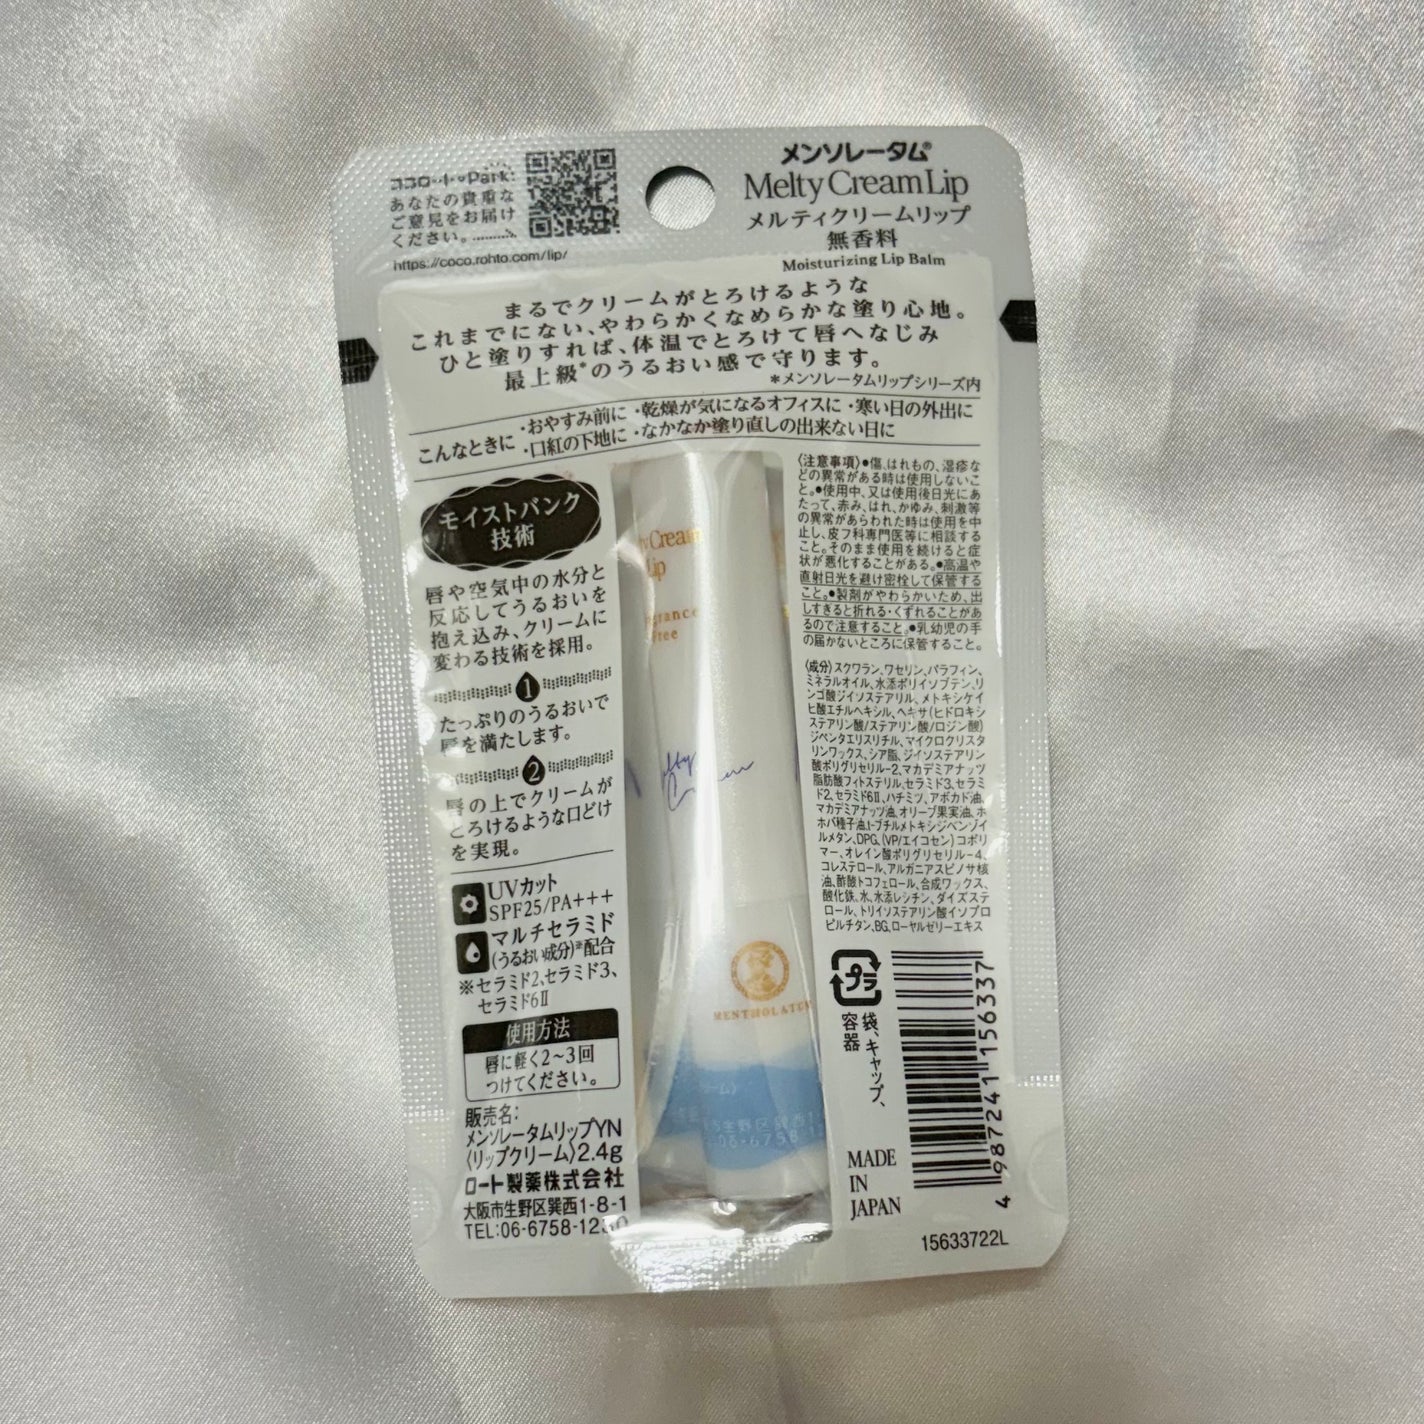 ココロートPark:
あなたの貴重な
ご意見をお届け
ください。
https://coco.rohto.com/lip/
メンソレータム®
Melty Cream Lip
メルティクリームリップ
無香料
Moisturizing Lip Balm
まるでクリームがとろけるような
これまでにない、やわらかくなめらかな塗り心地。
ひと塗りすれば、体温でとろけて唇へなじみ
最上級*のうるおい感で守ります。
*メンソレータムリップシリーズ内
こんなときに
・おやすみ前に ・乾燥が気になるオフィスに ・寒い日の外出に
・口紅の下地に ・なかなか塗り直しの出来ない日に
モイストバンク
技術
唇や空気中の水分と
反応してうるおいを
抱え込み、クリームに
変わる技術を採用。
1
たっぷりのうるおいで
唇を満たします。
2
唇の上でクリームが
とろけるような口どけ
を実現。
UVカット
SPF25/PA+++
マルチセラミド
(うるおい成分)※配合
※セラミド2、セラミド3、
セラミド6Ⅱ
使用方法
唇に軽く2~3回
つけてください。
販売名:
メンソレータムリップYN
〈リップクリーム〉2.4g
ロート製薬株式会社
大阪市生野区巽西1-8-1
TEL:06-6758-1230
Cream
Lip
Free
MENTHOLATUM
生野区巽西1
06-6758
〈注意事項〉●傷、はれもの、湿疹な
どの異常がある時は使用しないこ
と。●使用中、又は使用後日光にあ
たって、赤み、はれ、かゆみ、刺激等
の異常があらわれた時は使用を中
止し、皮フ科専門医等に相談する
こと。そのまま使用を続けると症
状が悪化することがある。●高温や
直射日光を避け密栓して保管する
こと。●製剤がやわらかいため、出
しすぎると折れる・くずれることがあ
るので注意すること。●乳幼児の手
の届かないところに保管すること。
〈成分〉スクワラン、ワセリン、パラフィン、
ミネラルオイル、水添ポリイソブテン、リ
ンゴ酸ジイソステアリル、メトキシケイ
ヒ酸エチルヘキシル、ヘキサ(ヒドロキシ
ステアリン酸/ステアリン酸/ロジン酸)
ジペンタエリスリチル、マイクロクリスタ
リンワックス、シア脂、ジイソステアリン
酸ポリグリセリル-2、マカデミアナッツ
脂肪酸フィトステリル、セラミド3、セラミ
ド2、セラミド6Ⅱ、ハチミツ、アボカド油、
マカデミアナッツ油、オリーブ果実油、ホ
ホバ種子油、t-ブチルメトキシジベンゾイ
ルメタン、DPG、(VP/エイコセン)コポリ
マー、オレイン酸ポリグリセリル-4、
コレステロール、アルガニアスピノサ核
油、酢酸トコフェロール、合成ワックス、
酸化鉄、水、水添レシチン、ダイズステ
ロール、トリイソステアリン酸イソプロ
ピルチタン、BG、ローヤルゼリーエキス
プラ
袋、キャップ、
容器
MADE
IN
JAPAN
4 987241 156337
15633722L